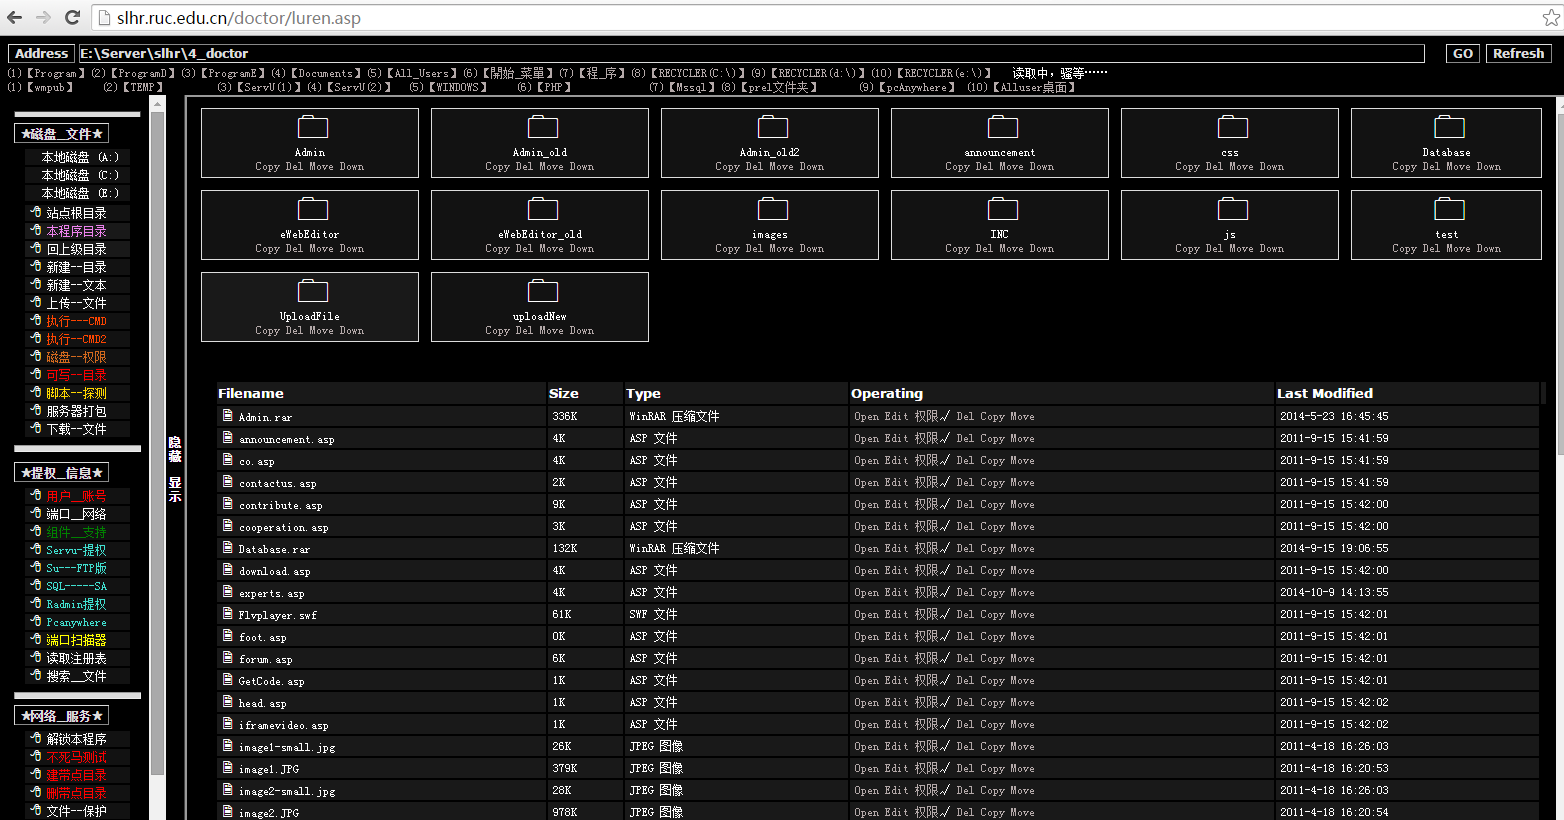 slhr.ruc.edu.cn/doctor/luren.asp
Address E:\Server\slhr\4_doctor GO Refresh
(1)【Program】(2)【ProgramD】(3)【ProgramE】(4)【Documents】(5)【All_Users】(6)【開始_菜單】(7)【程_序】(8)【RECYCLER(C:\)】(9)【RECYCLER(d:\)】(10)【RECYCLER(e:\)】 读取中，骚等……
(1)【wmpub】 (2)【TEMP】 (3)【ServU(1)】(4)【ServU(2)】 (5)【WINDOWS】 (6)【PHP】 (7)【Mssql】(8)【prel文件夹】 (9)【pcAnywhere】 (10)【Alluser桌面】
★磁盘__文件★
本地磁盘 (A:)
本地磁盘 (C:)
本地磁盘 (E:)
站点根目录
本程序目录
回上级目录
新建--目录
新建--文本
上传--文件
执行---CMD
执行--CMD2
磁盘--权限
可写--目录
脚本--探测
服务器打包
下载--文件
★提权__信息★
用户__账号
端口__网络
组件__支持
Servu-提权
Su---FTP版
SQL-----SA
Radmin提权
Pcanywhere
端口扫描器
读取注册表
搜索__文件
★网络__服务★
解锁本程序
不死马测试
建带点目录
删带点目录
文件--保护
隐藏 显示
Admin Admin_old Admin_old2 announcement css Database
Copy Del Move Down Copy Del Move Down Copy Del Move Down Copy Del Move Down Copy Del Move Down Copy Del Move Down
eWebEditor eWebEditor_old images INC js test
Copy Del Move Down Copy Del Move Down Copy Del Move Down Copy Del Move Down Copy Del Move Down Copy Del Move Down
UploadFile uploadNew
Copy Del Move Down Copy Del Move Down
Filename Size Type Operating Last Modified
Admin.rar 336K WinRAR 压缩文件 Open Edit 权限√ Del Copy Move 2014-5-23 16:45:45
announcement.asp 4K ASP 文件 Open Edit 权限√ Del Copy Move 2011-9-15 15:41:59
co.asp 4K ASP 文件 Open Edit 权限√ Del Copy Move 2011-9-15 15:41:59
contactus.asp 2K ASP 文件 Open Edit 权限√ Del Copy Move 2011-9-15 15:41:59
contribute.asp 9K ASP 文件 Open Edit 权限√ Del Copy Move 2011-9-15 15:42:00
cooperation.asp 3K ASP 文件 Open Edit 权限√ Del Copy Move 2011-9-15 15:42:00
Database.rar 132K WinRAR 压缩文件 Open Edit 权限√ Del Copy Move 2014-9-15 19:06:55
download.asp 4K ASP 文件 Open Edit 权限√ Del Copy Move 2011-9-15 15:42:00
experts.asp 4K ASP 文件 Open Edit 权限√ Del Copy Move 2014-10-9 14:13:55
Flvplayer.swf 61K SWF 文件 Open Edit 权限√ Del Copy Move 2011-9-15 15:42:01
foot.asp 0K ASP 文件 Open Edit 权限√ Del Copy Move 2011-9-15 15:42:01
forum.asp 6K ASP 文件 Open Edit 权限√ Del Copy Move 2011-9-15 15:42:01
GetCode.asp 1K ASP 文件 Open Edit 权限√ Del Copy Move 2011-9-15 15:42:01
head.asp 1K ASP 文件 Open Edit 权限√ Del Copy Move 2011-9-15 15:42:02
iframevideo.asp 1K ASP 文件 Open Edit 权限√ Del Copy Move 2011-9-15 15:42:02
image1-small.jpg 26K JPEG 图像 Open Edit 权限√ Del Copy Move 2011-4-18 16:26:03
image1.JPG 379K JPEG 图像 Open Edit 权限√ Del Copy Move 2011-4-18 16:20:53
image2-small.jpg 28K JPEG 图像 Open Edit 权限√ Del Copy Move 2011-4-18 16:26:03
image2.JPG 978K JPEG 图像 Open Edit 权限√ Del Copy Move 2011-4-18 16:20:54